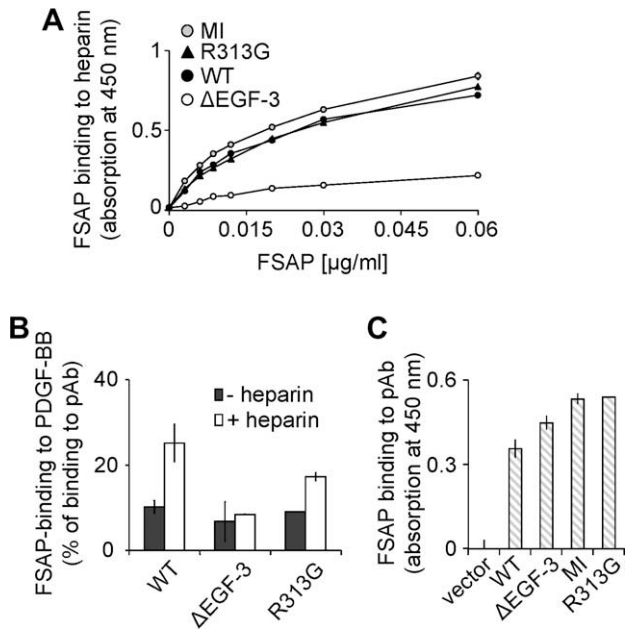 A
MI
R313G
WT
ΔEGF-3
FSAP binding to heparin
(absorption at 450 nm)
1
0.5
0
0
0.015
0.03
0.045
0.06
FSAP [µg/ml]
B
FSAP-binding to PDGF-BB
(% of binding to pAb)
40
20
0
- heparin
+ heparin
WT
ΔEGF-3
R313G
C
FSAP binding to pAb
(absorption at 450 nm)
0.6
0.3
0
vector
WT
ΔEGF-3
MI
R313G